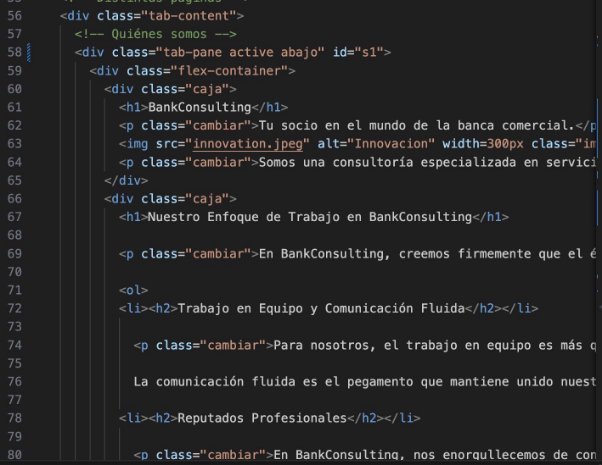 56 <div class="tab-content">
57 <!-- Quiénes somos -->
58 <div class="tab-pane active abajo" id="s1">
59 <div class="flex-container">
60 <div class="caja">
61 <h1>BankConsulting</h1>
62 <p class="cambiar">Tu socio en el mundo de la banca comercial.</p
63 <img src="innovation.jpeg" alt="Innovacion" width=300px class="im
64 <p class="cambiar">Somos una consultoría especializada en servici
65 </div>
66 <div class="caja">
67 <h1>Nuestro Enfoque de Trabajo en BankConsulting</h1>
68
69 <p class="cambiar">En BankConsulting, creemos firmemente que el é
70
71 <ol>
72 <li><h2>Trabajo en Equipo y Comunicación Fluida</h2></li>
73
74 <p class="cambiar">Para nosotros, el trabajo en equipo es más q
75
76 La comunicación fluida es el pegamento que mantiene unido nuest
77
78 <li><h2>Reputados Profesionales</h2></li>
79
80 <p class="cambiar">En BankConsulting, nos enorgullecemos de con